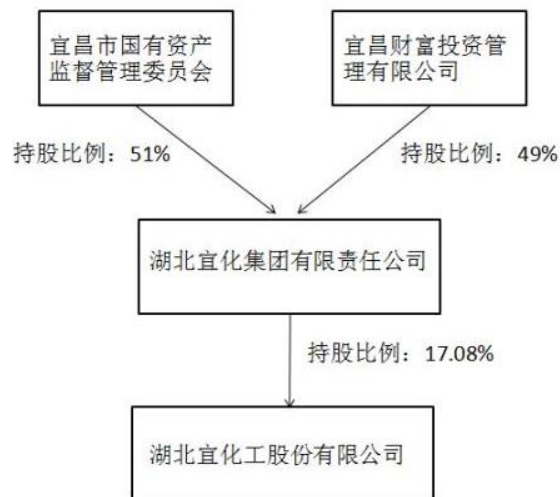 宜昌市国有资产
监督管理委员会
宜昌财富投资管
理有限公司
持股比例：51%
持股比例：49%
湖北宜化集团有限责任公司
持股比例：17.08%
湖北宜化工股份有限公司